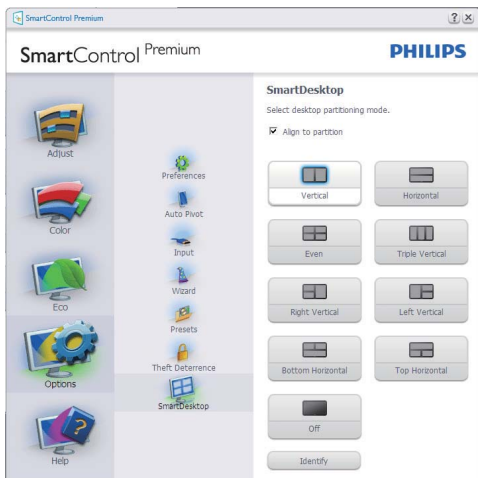 SmartControl Premium
SmartControl Premium
PHILIPS
Adjust
Color
Eco
Options
Help
Preferences
Auto Pivot
Input
Wizard
Presets
Theft Deterrence
SmartDesktop
SmartDesktop
Select desktop partitioning mode.
Align to partition
Vertical
Horizontal
Even
Triple Vertical
Right Vertical
Left Vertical
Bottom Horizontal
Top Horizontal
Off
Identify